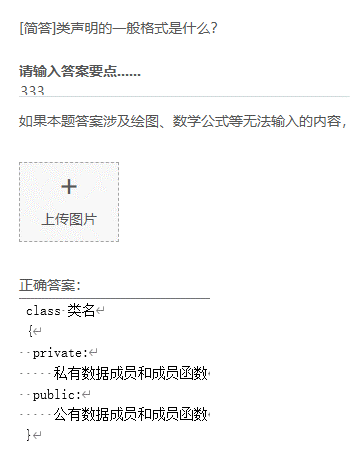 [简答]类声明的一般格式是什么?
请输入答案要点......
333
如果本题答案涉及绘图、数学公式等无法输入的内容,
+
上传图片
正确答案：
class 类名
{
private:
私有数据成员和成员函数
public:
公有数据成员和成员函数
}